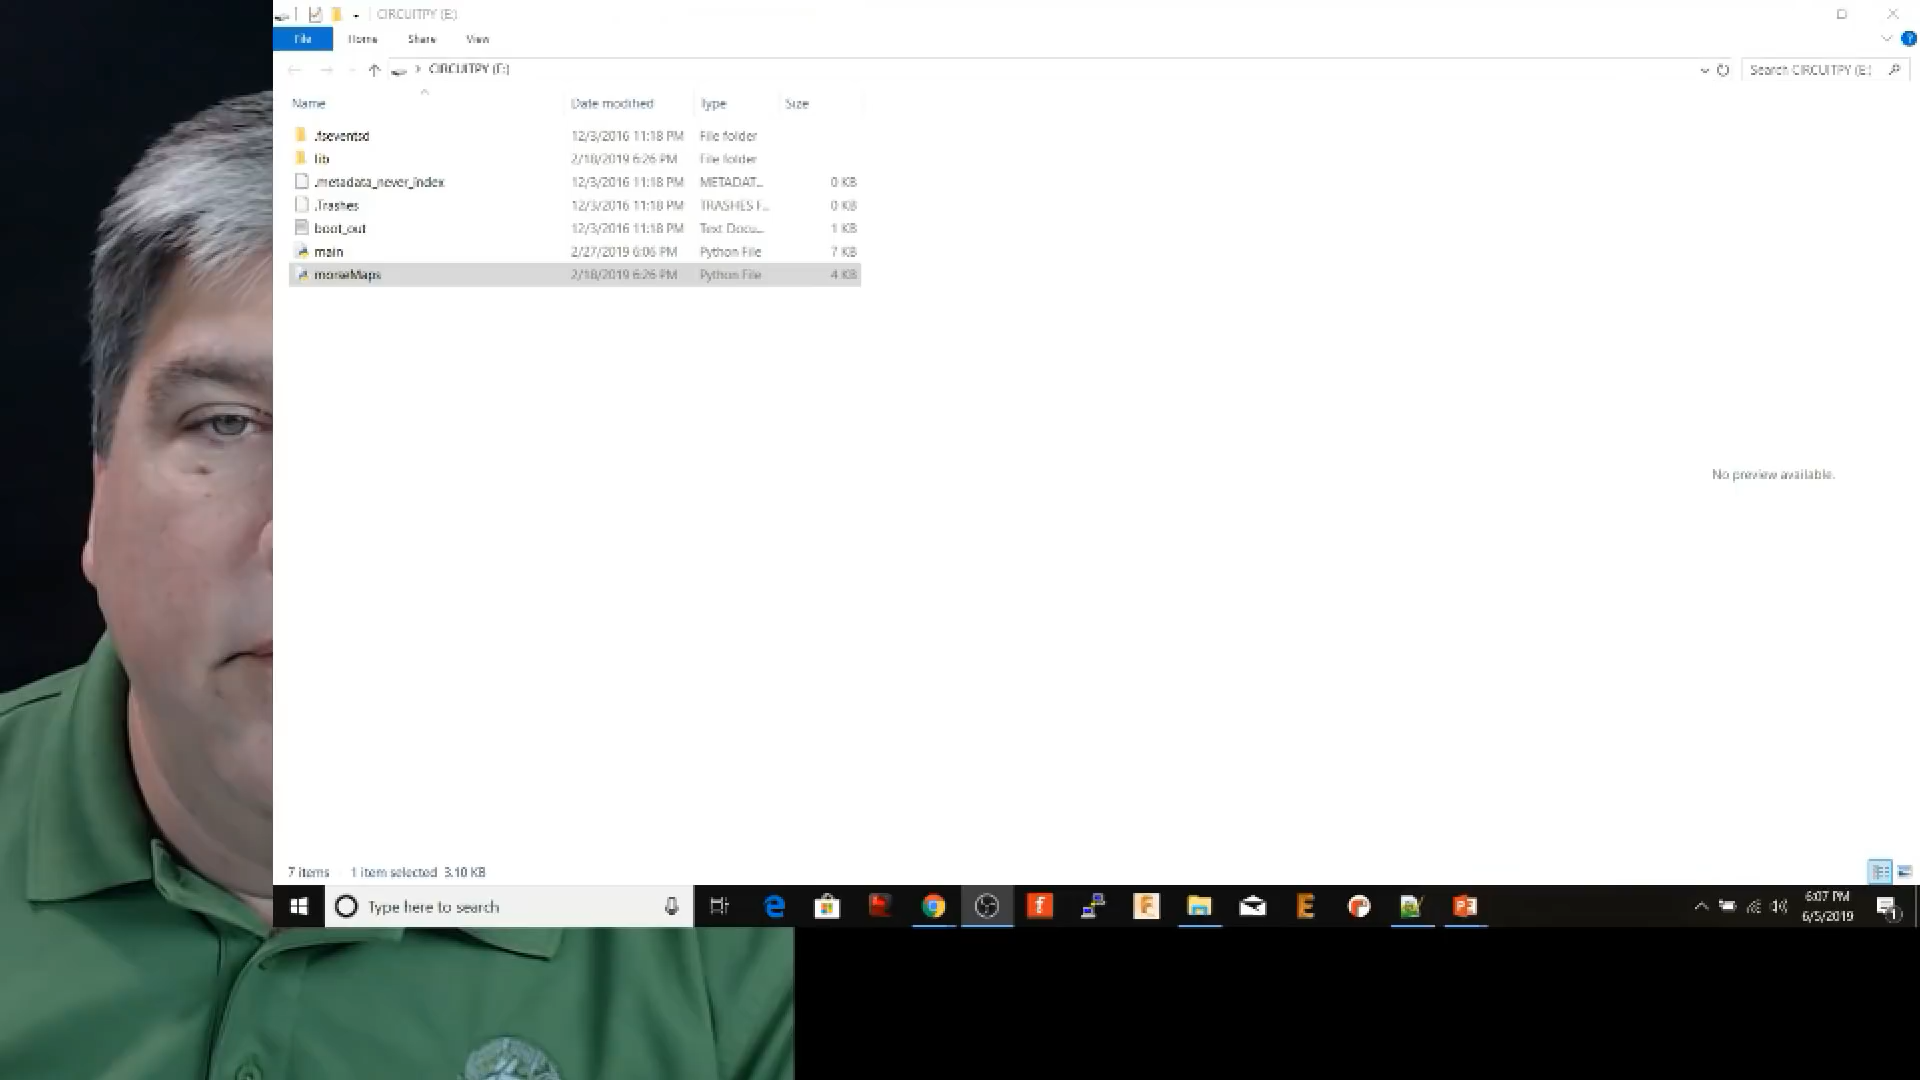 CIRCUITPY (E:)
File Home Share View
CIRCUITPY (E:) Search CIRCUITPY (E:)
Name Date modified Type Size
.fseventsd 12/3/2016 11:18 PM File folder
lib 2/18/2019 6:26 PM File folder
.metadata_never_index 12/3/2016 11:18 PM METADAT... 0 KB
.Trashes 12/3/2016 11:18 PM TRASHES F... 0 KB
boot_out 12/3/2016 11:18 PM Text Docu... 1 KB
main 2/27/2019 6:06 PM Python File 7 KB
morseMaps 2/18/2019 6:26 PM Python File 4 KB
No preview available.
7 items 1 item selected 3.10 KB
Type here to search
6:07 PM
6/5/2019